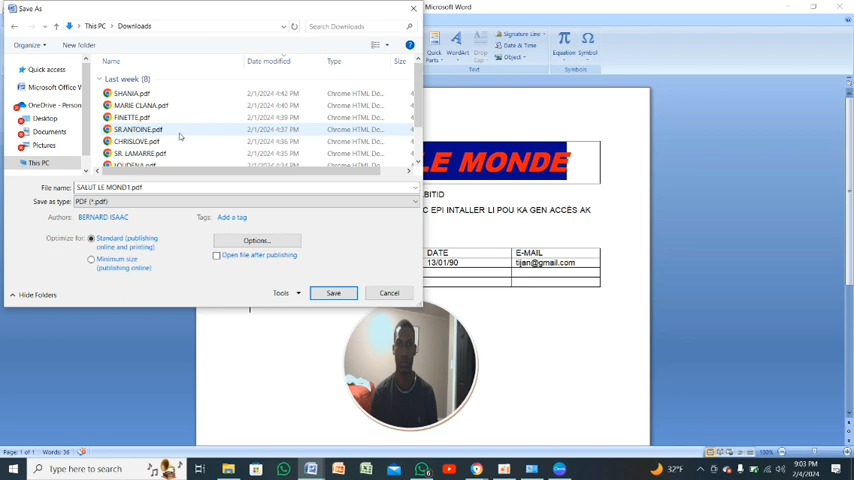 Save As
Microsoft Word
This PC > Downloads
Search Downloads
Organize
New folder
Name
Date modified
Type
Size
Quick access
Microsoft Office W
OneDrive - Person
Desktop
Documents
Pictures
This PC
Last week (8)
SHANIA.pdf 2/1/2024 4:42 PM Chrome HTML Do... 4
MARIE CLANA.pdf 2/1/2024 4:40 PM Chrome HTML Do... 4
FINETTE.pdf 2/1/2024 4:39 PM Chrome HTML Do... 4
SR.ANTOINE.pdf 2/1/2024 4:37 PM Chrome HTML Do... 4
CHRISLOVE.pdf 2/1/2024 4:36 PM Chrome HTML Do... 4
SR. LAMARRE.pdf 2/1/2024 4:35 PM Chrome HTML Do... 4
File name: SALUT LE MOND1.pdf
Save as type: PDF (*.pdf)
Authors: BERNARD ISAAC
Tags: Add a tag
Optimize for:
Standard (publishing online and printing)
Minimum size (publishing online)
Options...
Open file after publishing
Hide Folders
Tools
Save
Cancel
Quick Parts
WordArt
Drop Cap
Signature Line
Date & Time
Object
Equation
Symbol
Text
Symbols
LE MONDE
BITID
C EPI INTALLER LI POU KA GEN ACCÈS AK
DATE E-MAIL
13/01/90 tijan@gmail.com
Page: 1 of 1
Words: 36
100%
Type here to search
32°F
9:03 PM
2/4/2024